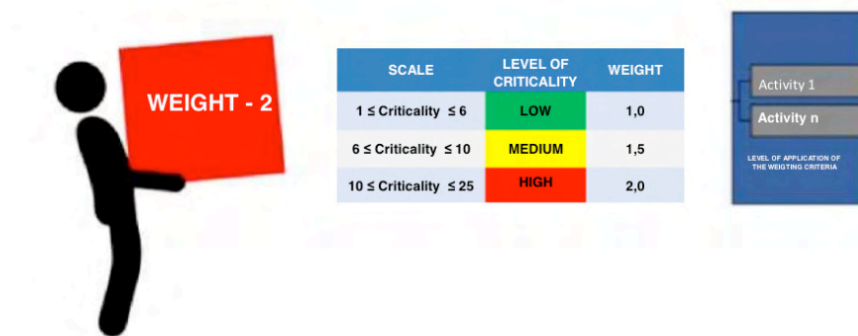 WEIGHT - 2
SCALE
LEVEL OF
CRITICALITY
WEIGHT
1 ≤ Criticality ≤ 6
LOW
1,0
6 ≤ Criticality ≤ 10
MEDIUM
1,5
10 ≤ Criticality ≤ 25
HIGH
2,0
Activity 1
Activity n
LEVEL OF APPLICATION OF
THE WEIGTING CRITERIA